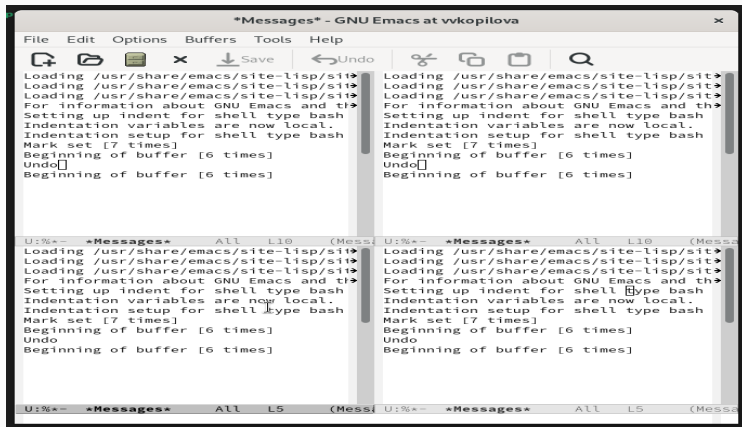 *Messages* - GNU Emacs at vvkopilova
File Edit Options Buffers Tools Help
Save Undo
Loading /usr/share/emacs/site-lisp/sit
Loading /usr/share/emacs/site-lisp/sit
Loading /usr/share/emacs/site-lisp/sit
For information about GNU Emacs and th
Setting up indent for shell type bash
Indentation variables are now local.
Indentation setup for shell type bash
Mark set [7 times]
Beginning of buffer [6 times]
Undo
Beginning of buffer [6 times]
U:%*- *Messages* All L10 (Mess
Loading /usr/share/emacs/site-lisp/sit
Loading /usr/share/emacs/site-lisp/sit
Loading /usr/share/emacs/site-lisp/sit
For information about GNU Emacs and th
Setting up indent for shell type bash
Indentation variables are now local.
Indentation setup for shell type bash
Mark set [7 times]
Beginning of buffer [6 times]
Undo
Beginning of buffer [6 times]
U:%*- *Messages* All L10 (Messa
Loading /usr/share/emacs/site-lisp/sit
Loading /usr/share/emacs/site-lisp/sit
Loading /usr/share/emacs/site-lisp/sit
For information about GNU Emacs and th
Setting up indent for shell type bash
Indentation variables are now local.
Indentation setup for shell type bash
Mark set [7 times]
Beginning of buffer [6 times]
Undo
Beginning of buffer [6 times]
U:%*- *Messages* All L5 (Mess
Loading /usr/share/emacs/site-lisp/sit
Loading /usr/share/emacs/site-lisp/sit
Loading /usr/share/emacs/site-lisp/sit
For information about GNU Emacs and th
Setting up indent for shell type bash
Indentation variables are now local.
Indentation setup for shell type bash
Mark set [7 times]
Beginning of buffer [6 times]
Undo
Beginning of buffer [6 times]
U:%*- *Messages* All L5 (Messa